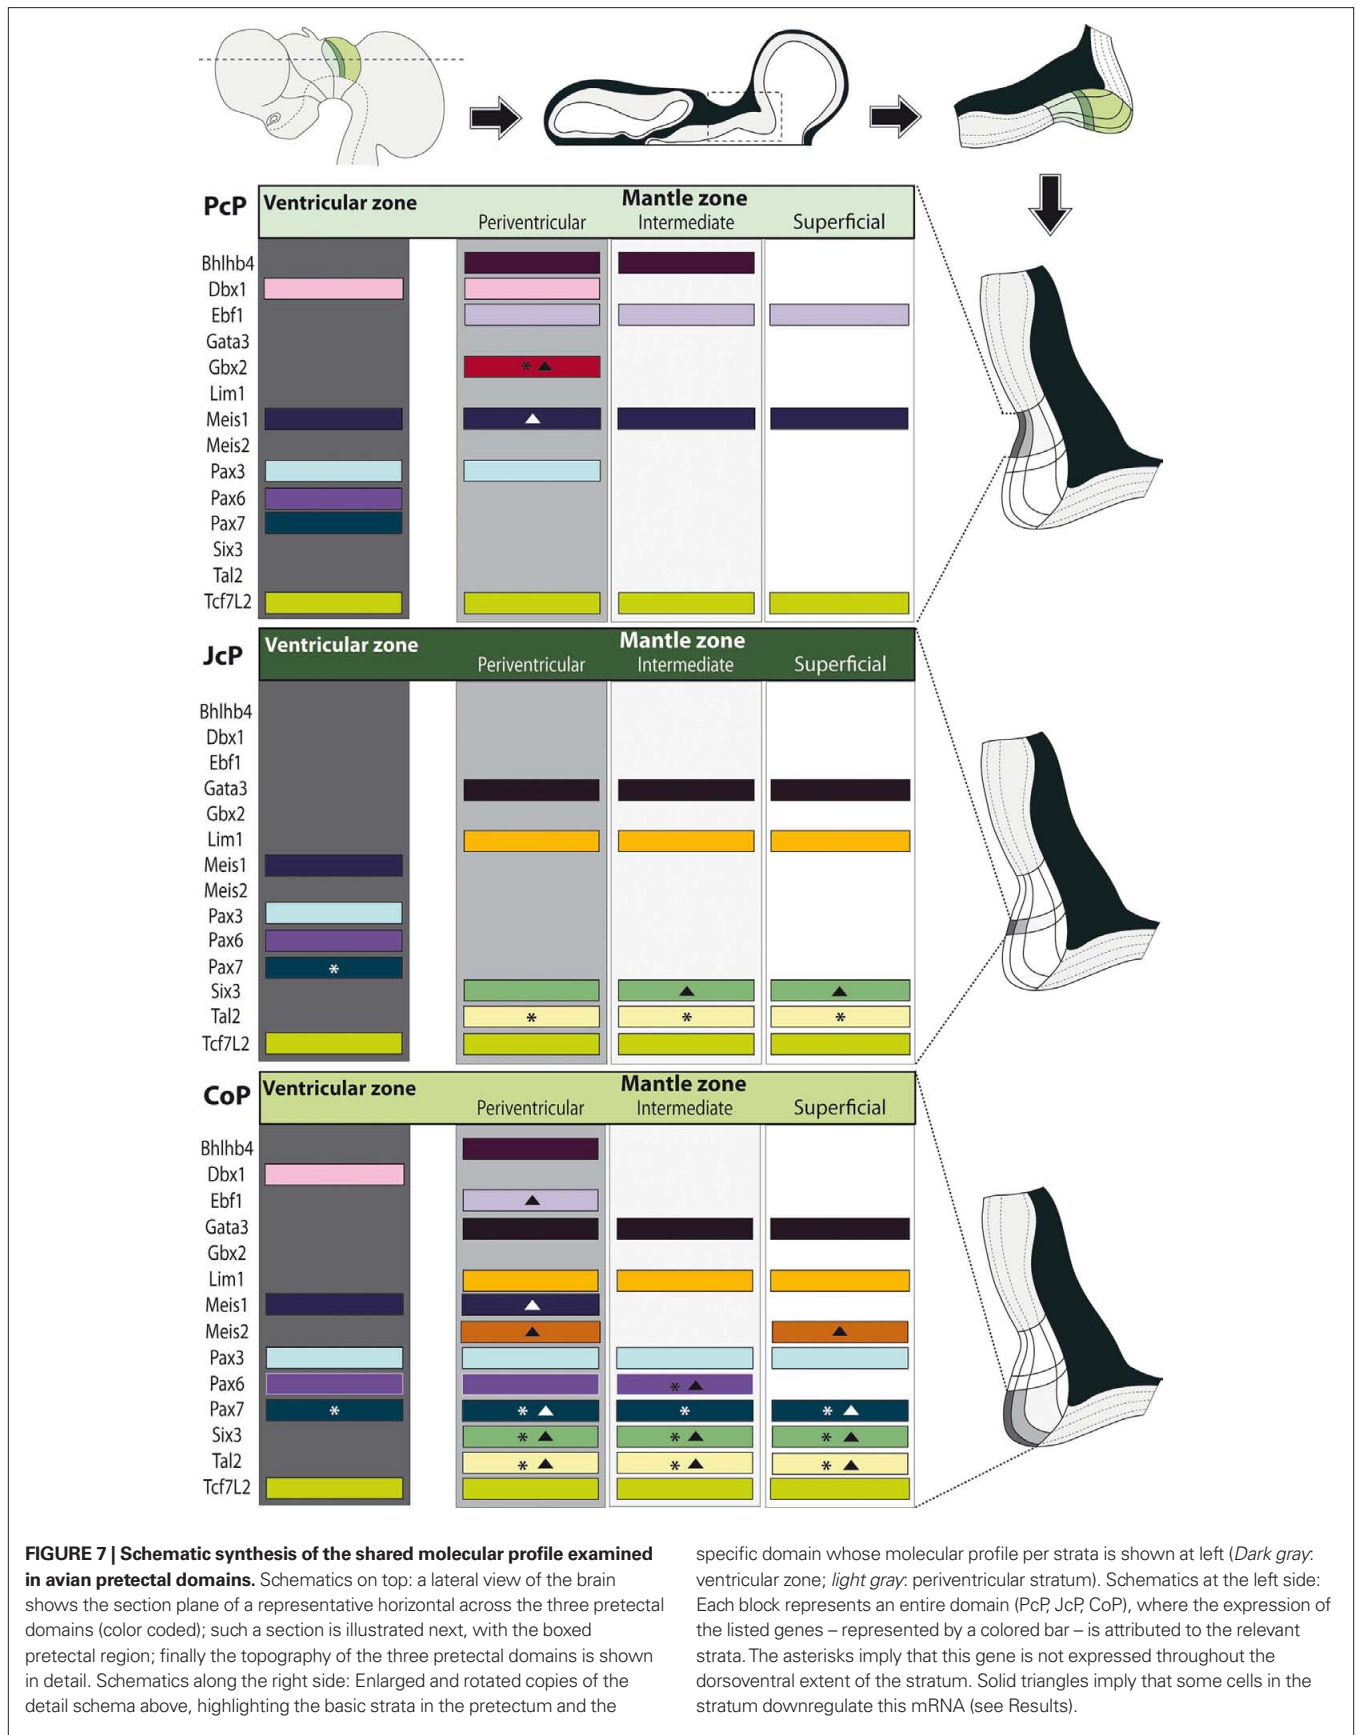 PcP
Ventricular zone
Mantle zone
Periventricular
Intermediate
Superficial
Bhlhb4
Dbx1
Ebf1
Gata3
Gbx2
* ▲
Lim1
Meis1
Meis2
Pax3
Pax6
Pax7
Six3
Tal2
Tcf7L2
JcP
Ventricular zone
Mantle zone
Periventricular
Intermediate
Superficial
Bhlhb4
Dbx1
Ebf1
Gata3
Gbx2
Lim1
Meis1
Meis2
Pax3
Pax6
Pax7
*
Six3
Tal2
* * *
Tcf7L2
CoP
Ventricular zone
Mantle zone
Periventricular
Intermediate
Superficial
Bhlhb4
Dbx1
Ebf1
Gata3
Gbx2
Lim1
Meis1
Meis2
Pax3
Pax6
*
Pax7
* * * *
Six3
* * *
Tal2
* * *
Tcf7L2
FIGURE 7 | Schematic synthesis of the shared molecular profile examined
in avian pretectal domains. Schematics on top: a lateral view of the brain
shows the section plane of a representative horizontal across the three pretectal
domains (color coded); such a section is illustrated next, with the boxed
pretectal region; finally the topography of the three pretectal domains is shown
in detail. Schematics along the right side: Enlarged and rotated copies of the
detail schema above, highlighting the basic strata in the pretectum and the
specific domain whose molecular profile per strata is shown at left (Dark gray:
ventricular zone; light gray: periventricular stratum). Schematics at the left side:
Each block represents an entire domain (PcP, JcP, CoP), where the expression of
the listed genes – represented by a colored bar – is attributed to the relevant
strata. The asterisks imply that this gene is not expressed throughout the
dorsoventral extent of the stratum. Solid triangles imply that some cells in the
stratum downregulate this mRNA (see Results).